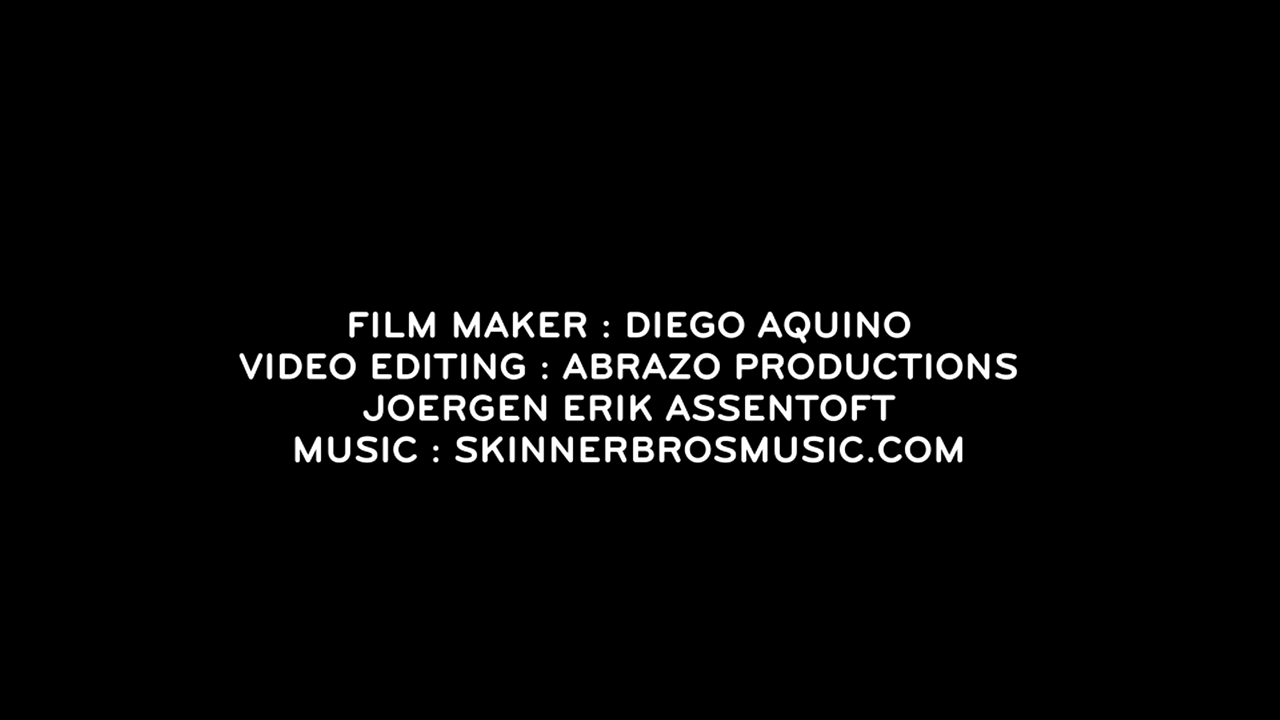 FILM MAKER : DIEGO AQUINO
VIDEO EDITING : ABRAZO PRODUCTIONS
JOERGEN ERIK ASSENTOFT
MUSIC : SKINNERBROSMUSIC.COM